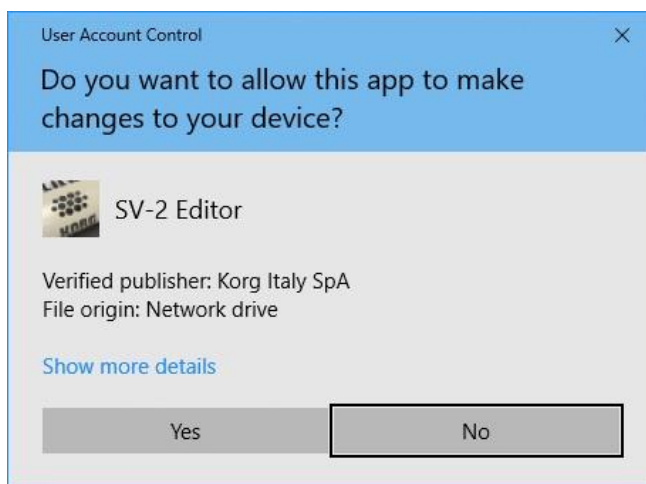 User Account Control
Do you want to allow this app to make
changes to your device?
SV-2 Editor
KORG
Verified publisher: Korg Italy SpA
File origin: Network drive
Show more details
Yes
No